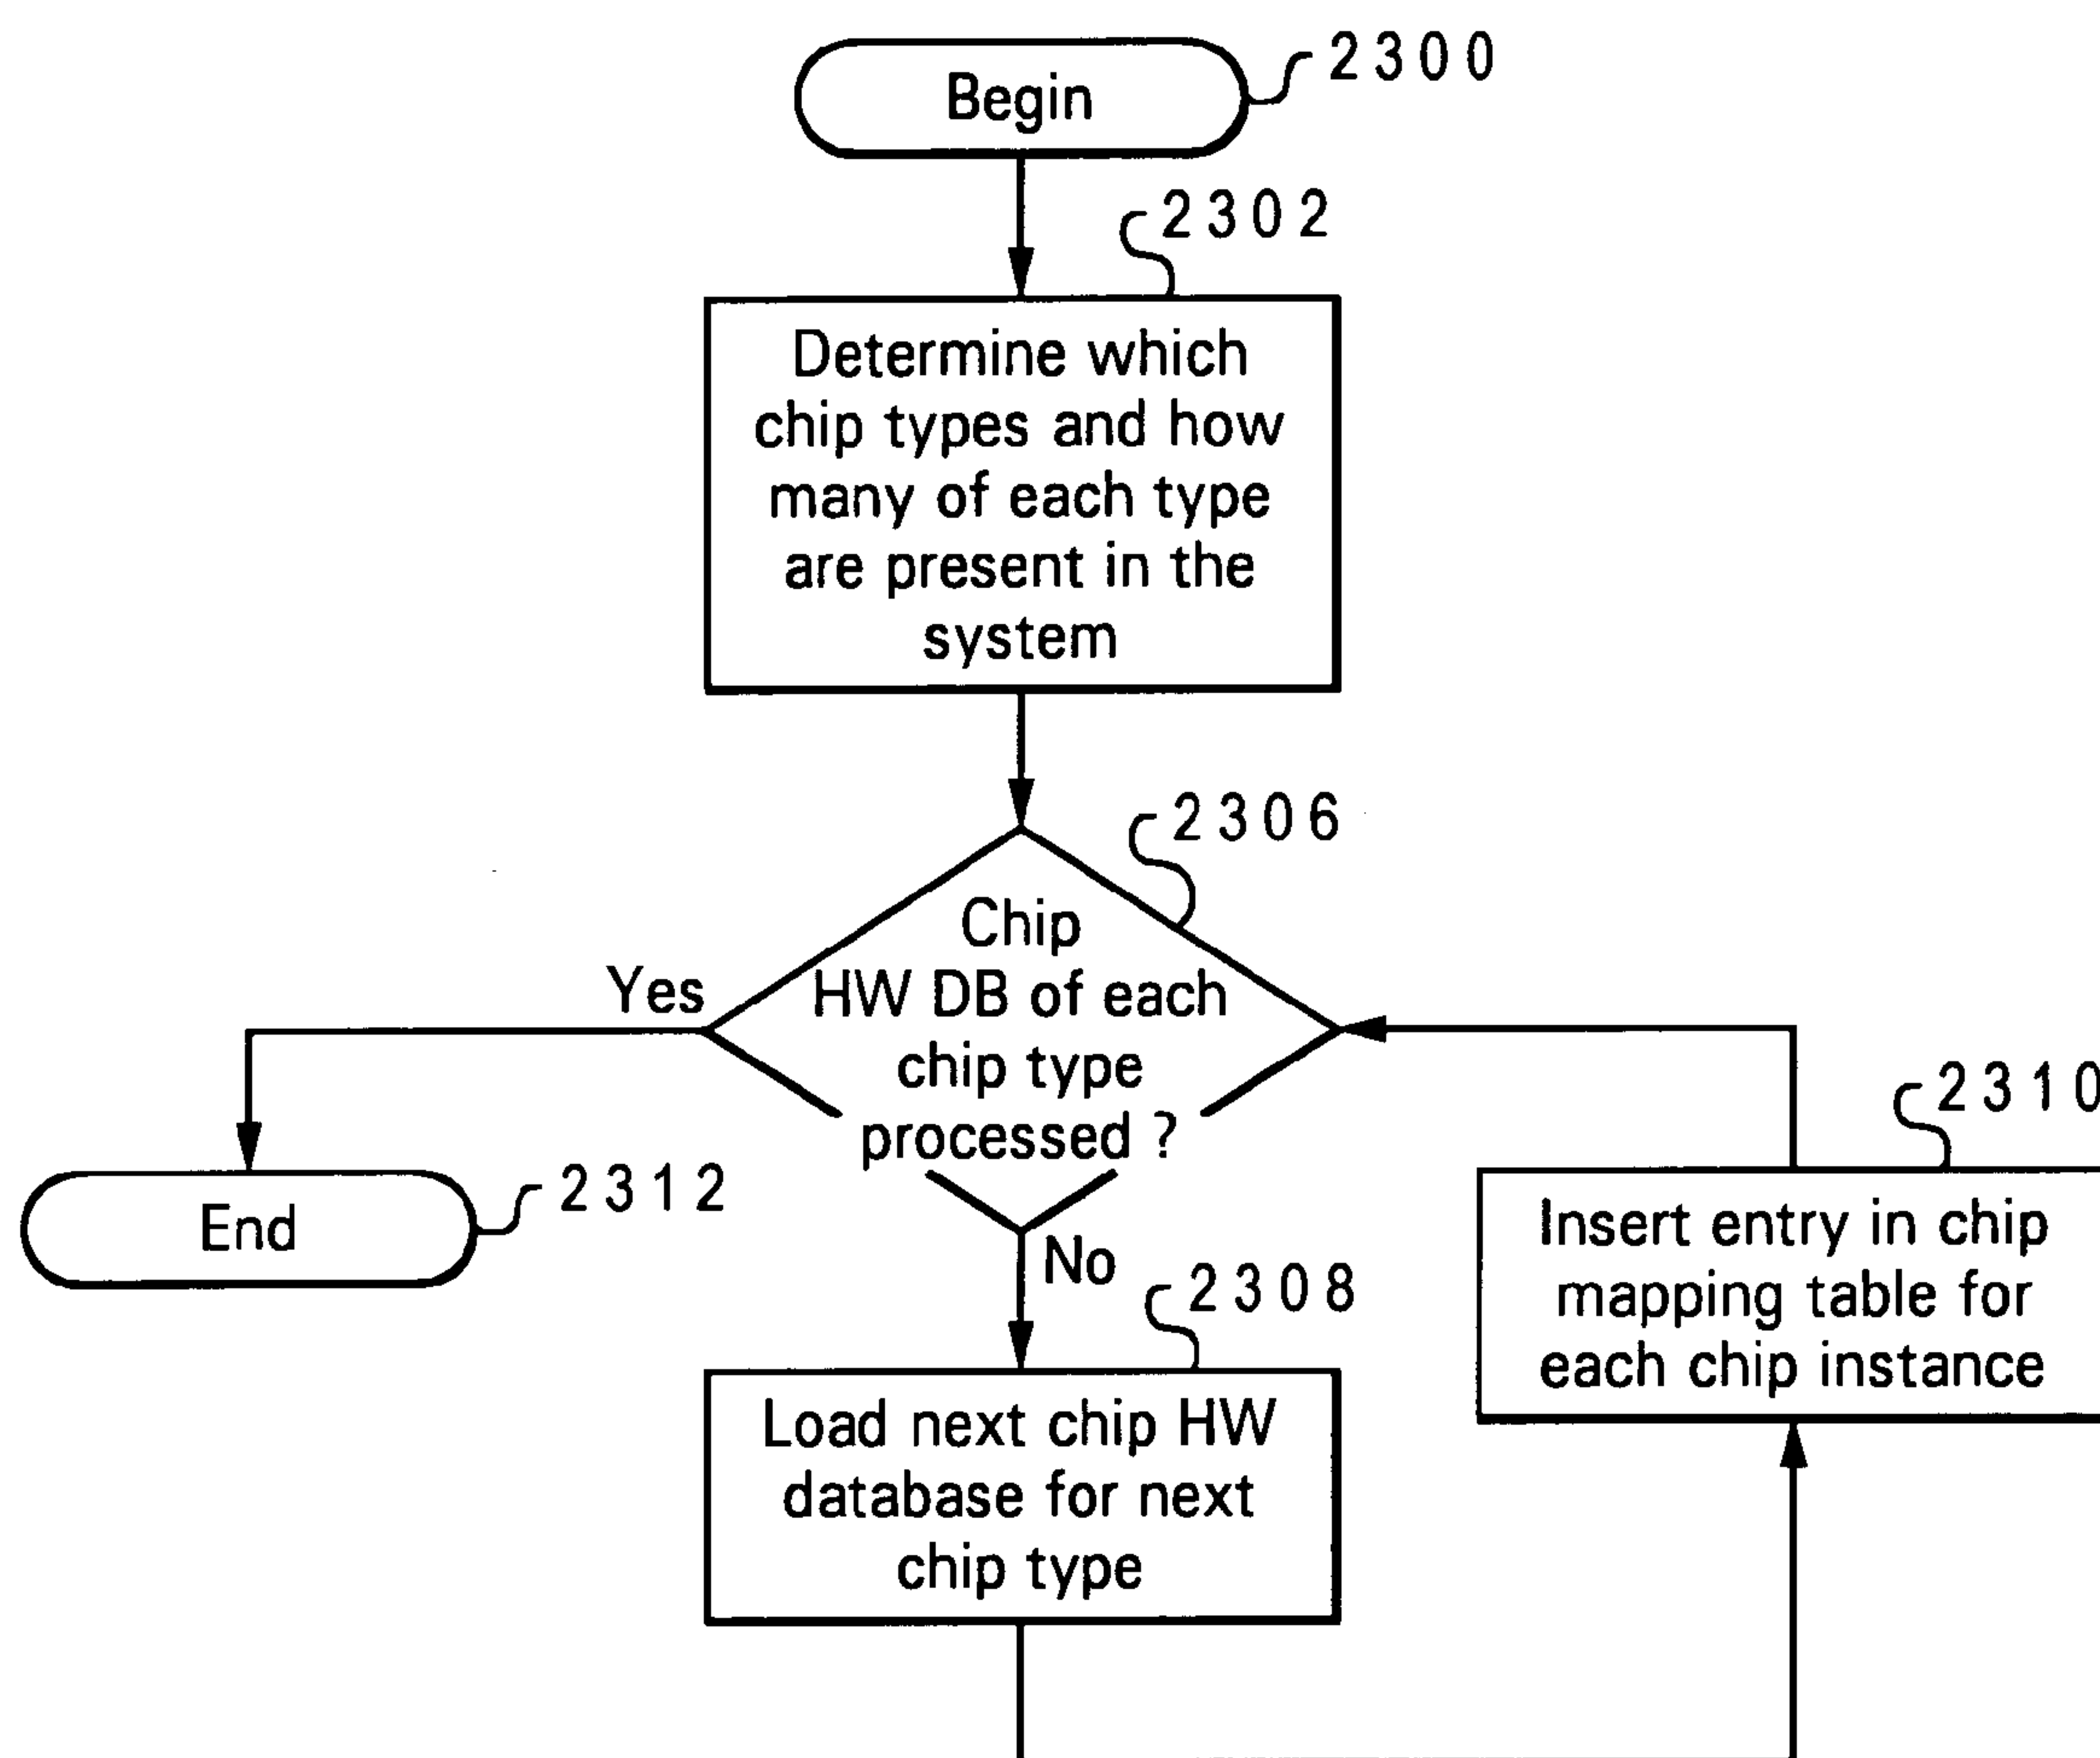 Begin
2300
2302
Determine which
chip types and how
many of each type
are present in the
system
2306
Chip
HW DB of each
chip type
processed ?
Yes
No
End
2312
2308
Load next chip HW
database for next
chip type
2310
Insert entry in chip
mapping table for
each chip instance